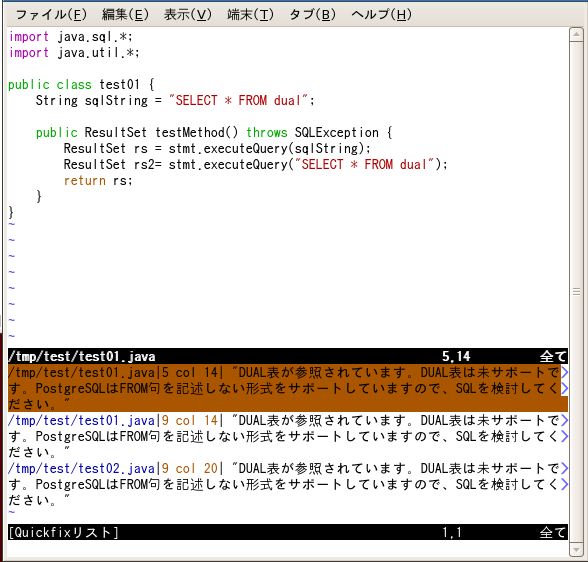 ファイル(F) 編集(E) 表示(V) 端末(T) タブ(B) ヘルプ(H)
import java.sql.*;
import java.util.*;
public class test01 {
String sqlString = "SELECT * FROM dual";
public ResultSet testMethod() throws SQLException {
ResultSet rs = stmt.executeQuery(sqlString);
ResultSet rs2= stmt.executeQuery("SELECT * FROM dual");
return rs;
}
}
~
~
~
~
~
~
~
~
/tmp/test/test01.java 5,14 全て
/tmp/test/test01.java|5 col 14| "DUAL表が参照されています。DUAL表は未サポートで>
す。PostgreSQLはFROM句を記述しない形式をサポートしていますので、SQLを検討してく>
ださい。"
/tmp/test/test01.java|9 col 14| "DUAL表が参照されています。DUAL表は未サポートで>
す。PostgreSQLはFROM句を記述しない形式をサポートしていますので、SQLを検討してく>
ださい。"
/tmp/test/test02.java|9 col 20| "DUAL表が参照されています。DUAL表は未サポートで>
す。PostgreSQLはFROM句を記述しない形式をサポートしていますので、SQLを検討してく>
ださい。"
~
[Quickfixリスト] 1,1 全て